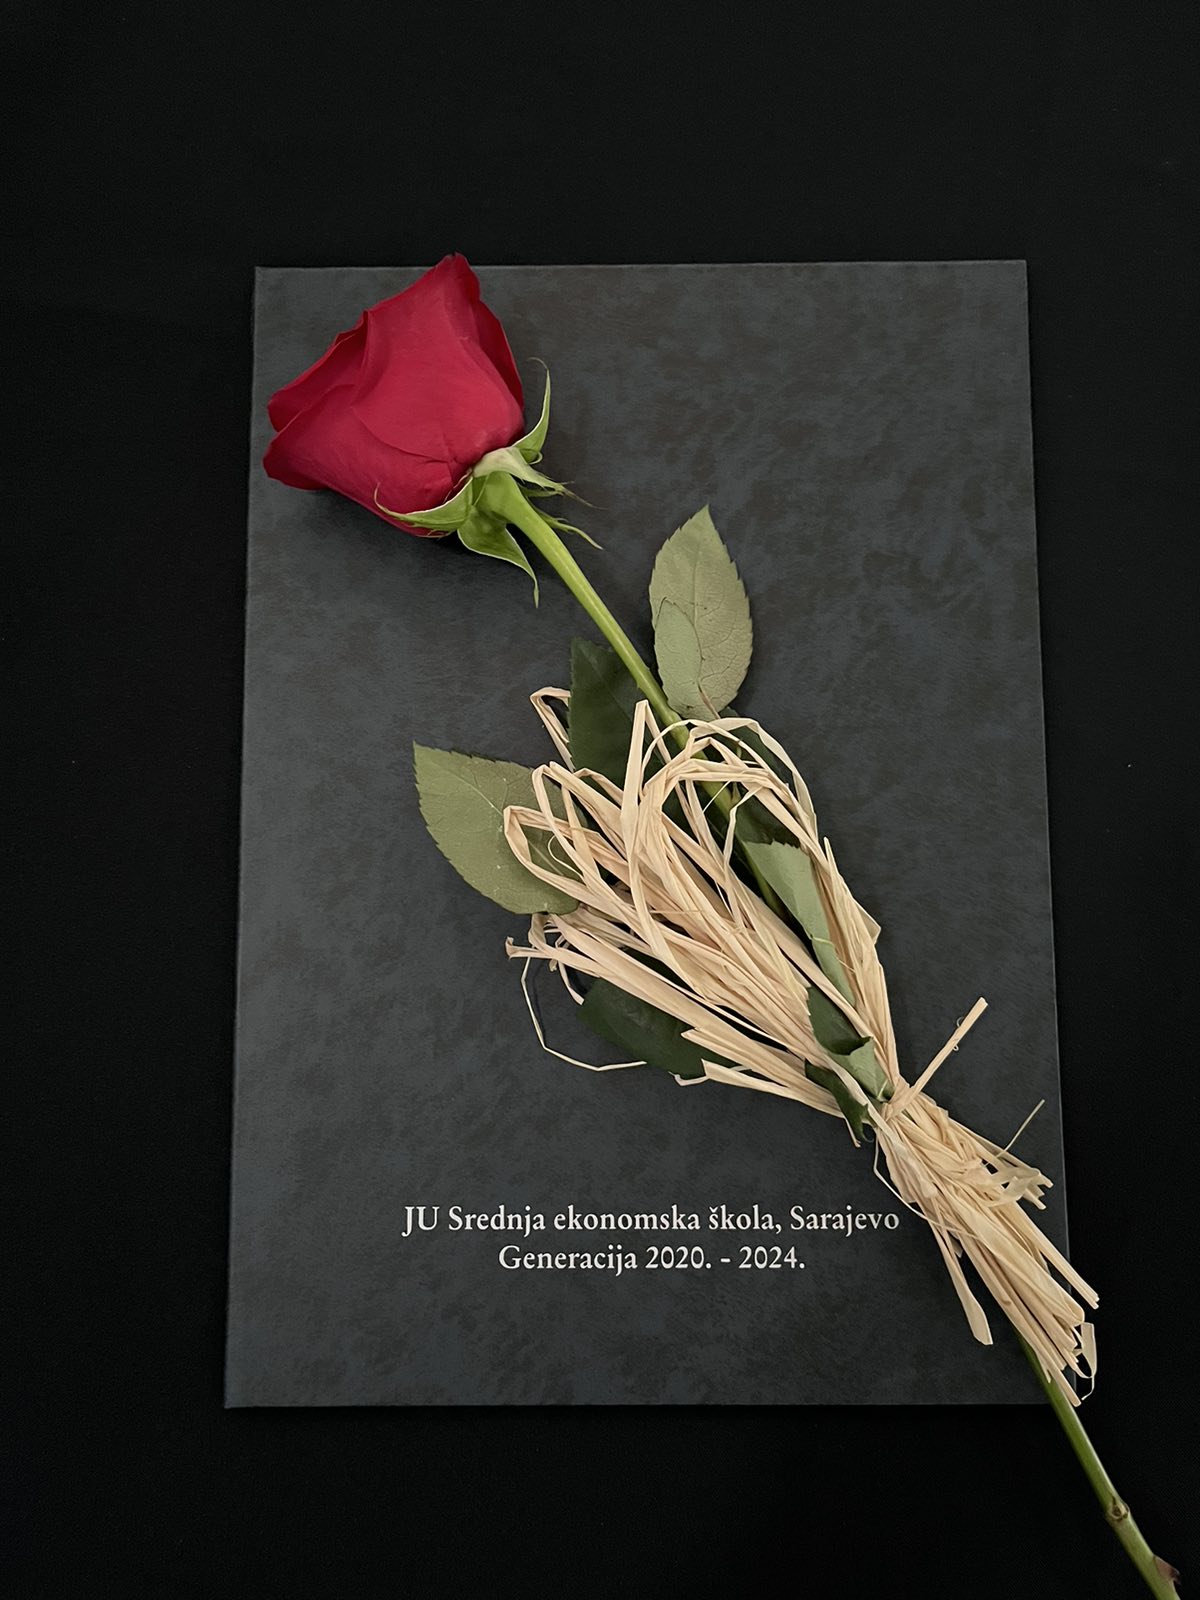 JU Srednja ekonomska škola, Sarajevo
Generacija 2020. - 2024.